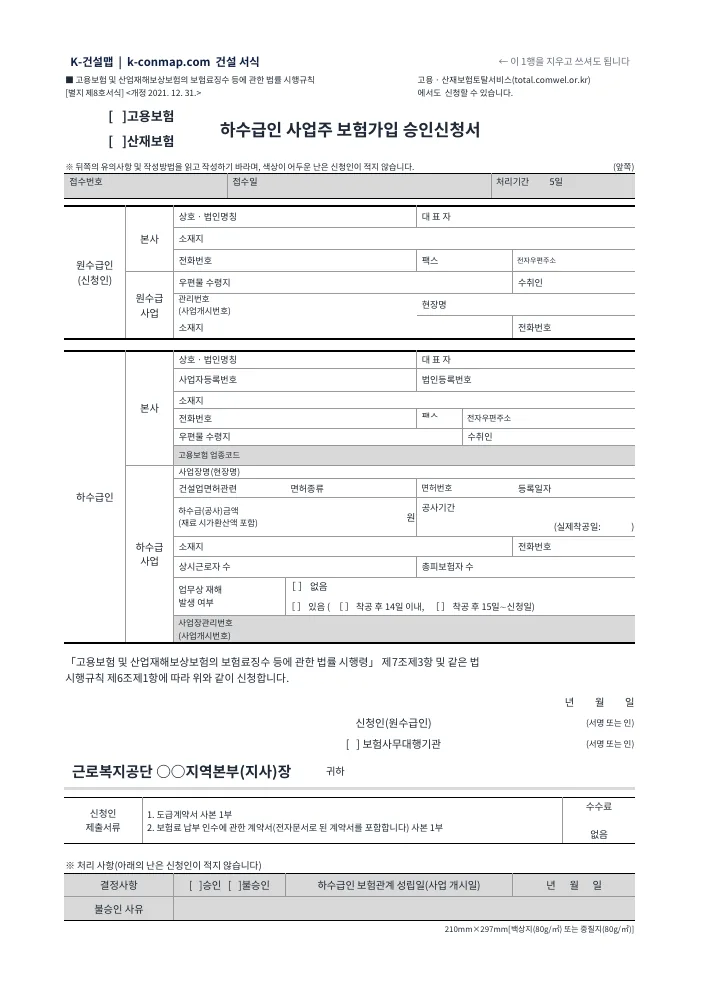 K-건설맵 | k-conmap.com 건설 서식
← 이 1행을 지우고 쓰셔도 됩니다
■ 고용보험 및 산업재해보상보험의 보험료징수 등에 관한 법률 시행규칙
[별지 제8호서식] <개정 2021. 12. 31.>
고용ㆍ산재보험토탈서비스(total.comwel.or.kr)
에서도 신청할 수 있습니다.
[ ]고용보험
[ ]산재보험
하수급인 사업주 보험가입 승인신청서
※ 뒤쪽의 유의사항 및 작성방법을 읽고 작성하기 바라며, 색상이 어두운 난은 신청인이 적지 않습니다. (앞쪽)
접수번호 접수일 처리기간 5일
원수급인
(신청인)
본사
상호ㆍ법인명칭 대 표 자
소재지
전화번호 팩스 전자우편주소
원수급
사업
우편물 수령지 수취인
관리번호
(사업개시번호)
현장명
소재지 전화번호
하수급인
본사
상호ㆍ법인명칭 대 표 자
사업자등록번호 법인등록번호
소재지
전화번호 팩스 전자우편주소
우편물 수령지 수취인
고용보험 업종코드
하수급
사업
사업장명(현장명)
건설업면허관련 면허종류 면허번호 등록일자
하수급(공사)금액
(재료 시가환산액 포함)
원
공사기간
(실제착공일: )
소재지 전화번호
상시근로자 수 총피보험자 수
업무상 재해
발생 여부
[ ] 없음
[ ] 있음 ( [ ] 착공 후 14일 이내, [ ] 착공 후 15일~신청일)
사업장관리번호
(사업개시번호)
「고용보험 및 산업재해보상보험의 보험료징수 등에 관한 법률 시행령」 제7조제3항 및 같은 법
시행규칙 제6조제1항에 따라 위와 같이 신청합니다.
년 월 일
신청인(원수급인) (서명 또는 인)
[ ] 보험사무대행기관 (서명 또는 인)
근로복지공단 ○○지역본부(지사)장 귀하
신청인
제출서류
1. 도급계약서 사본 1부
2. 보험료 납부 인수에 관한 계약서(전자문서로 된 계약서를 포함합니다) 사본 1부
수수료
없음
※ 처리 사항(아래의 난은 신청인이 적지 않습니다)
결정사항 [ ]승인 [ ]불승인 하수급인 보험관계 성립일(사업 개시일) 년 월 일
불승인 사유
210mm×297mm[백상지(80g/㎡) 또는 중질지(80g/㎡)]